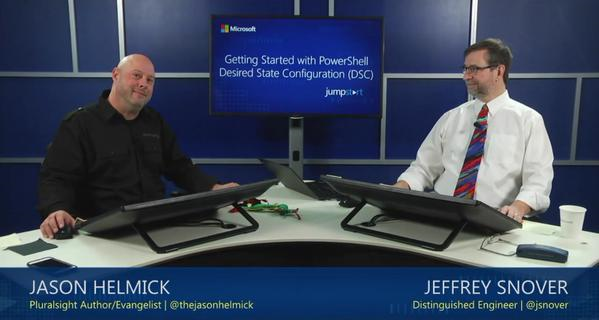 Microsoft
Getting Started with PowerShell
Desired State Configuration (DSC)
jumpstart
JASON HELMICK
Pluralsight Author/Evangelist | @thejasonhelmick
JEFFREY SNOVER
Distinguished Engineer | @jsnover